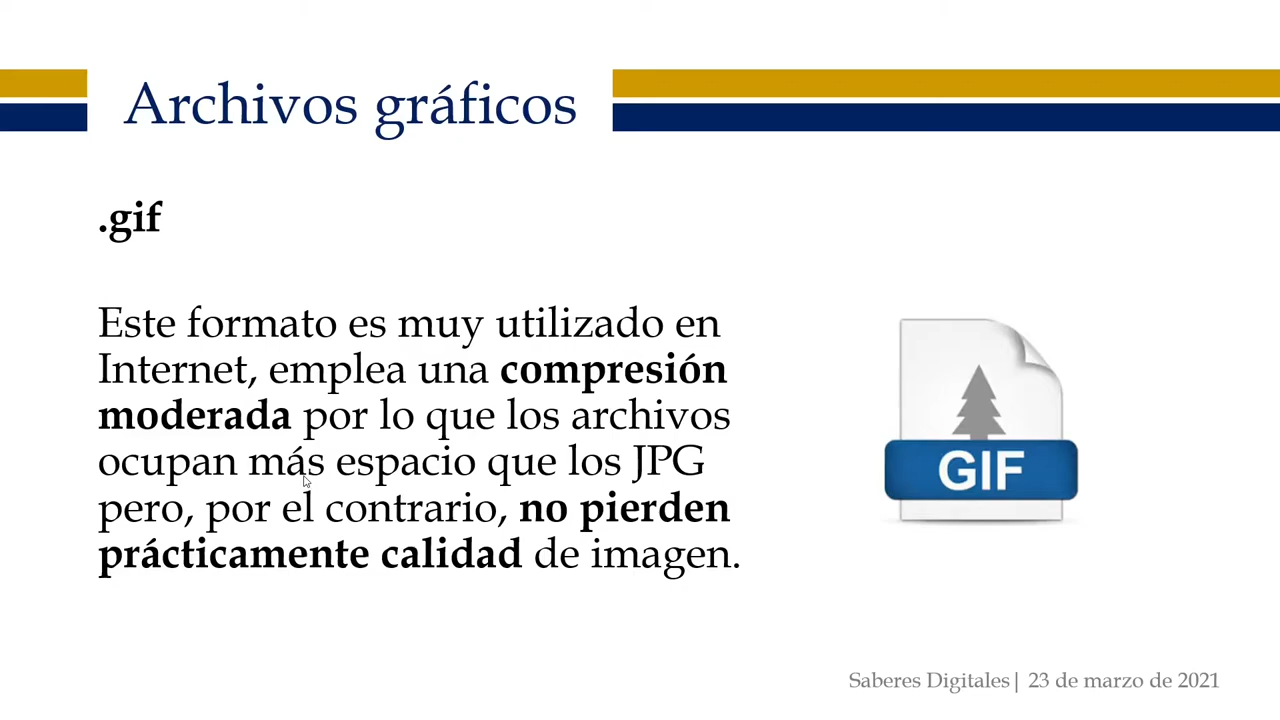 Archivos gráficos
.gif
Este formato es muy utilizado en
Internet, emplea una compresión
moderada por lo que los archivos
ocupan más espacio que los JPG
pero, por el contrario, no pierden
prácticamente calidad de imagen.
GIF
Saberes Digitales| 23 de marzo de 2021